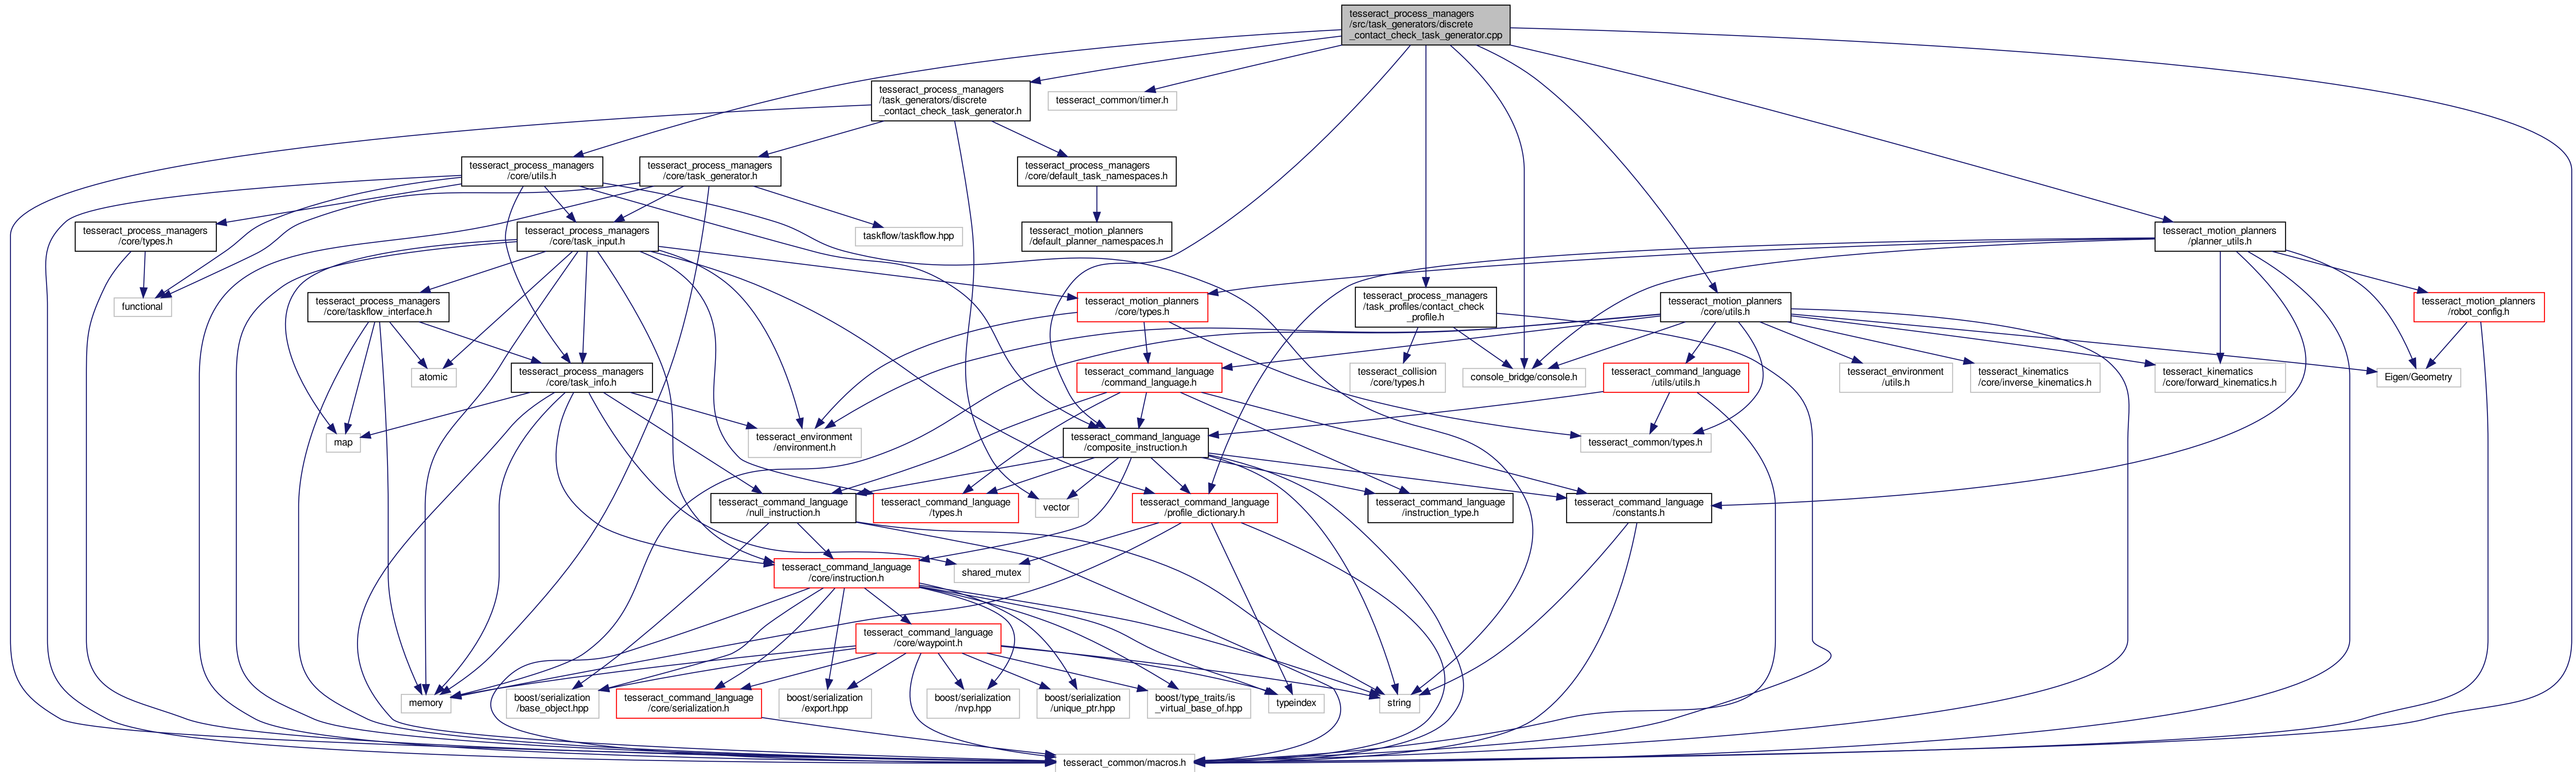 tesseract_process_managers
/src/task_generators/discrete
_contact_check_task_generator.cpp
tesseract_process_managers
/task_generators/discrete
_contact_check_task_generator.h
tesseract_common/timer.h
tesseract_process_managers
/core/utils.h
tesseract_process_managers
/core/task_generator.h
tesseract_process_managers
/core/default_task_namespaces.h
tesseract_process_managers
/core/types.h
tesseract_process_managers
/core/task_input.h
taskflow/taskflow.hpp
tesseract_motion_planners
/default_planner_namespaces.h
tesseract_motion_planners
/planner_utils.h
functional
tesseract_process_managers
/core/taskflow_interface.h
tesseract_motion_planners
/core/types.h
tesseract_process_managers
/task_profiles/contact_check
_profile.h
tesseract_motion_planners
/core/utils.h
tesseract_motion_planners
/robot_config.h
atomic
tesseract_process_managers
/core/task_info.h
tesseract_command_language
/command_language.h
tesseract_collision
/core/types.h
console_bridge/console.h
tesseract_command_language
/utils/utils.h
tesseract_environment
/utils.h
tesseract_kinematics
/core/inverse_kinematics.h
tesseract_kinematics
/core/forward_kinematics.h
Eigen/Geometry
map
tesseract_environment
/environment.h
tesseract_command_language
/composite_instruction.h
tesseract_common/types.h
tesseract_command_language
/null_instruction.h
tesseract_command_language
/types.h
vector
tesseract_command_language
/profile_dictionary.h
tesseract_command_language
/instruction_type.h
tesseract_command_language
/constants.h
tesseract_command_language
/core/instruction.h
shared_mutex
tesseract_command_language
/core/waypoint.h
memory
boost/serialization
/base_object.hpp
tesseract_command_language
/core/serialization.h
boost/serialization
/export.hpp
boost/serialization
/nvp.hpp
boost/serialization
/unique_ptr.hpp
boost/type_traits/is
_virtual_base_of.hpp
typeindex
string
tesseract_common/macros.h